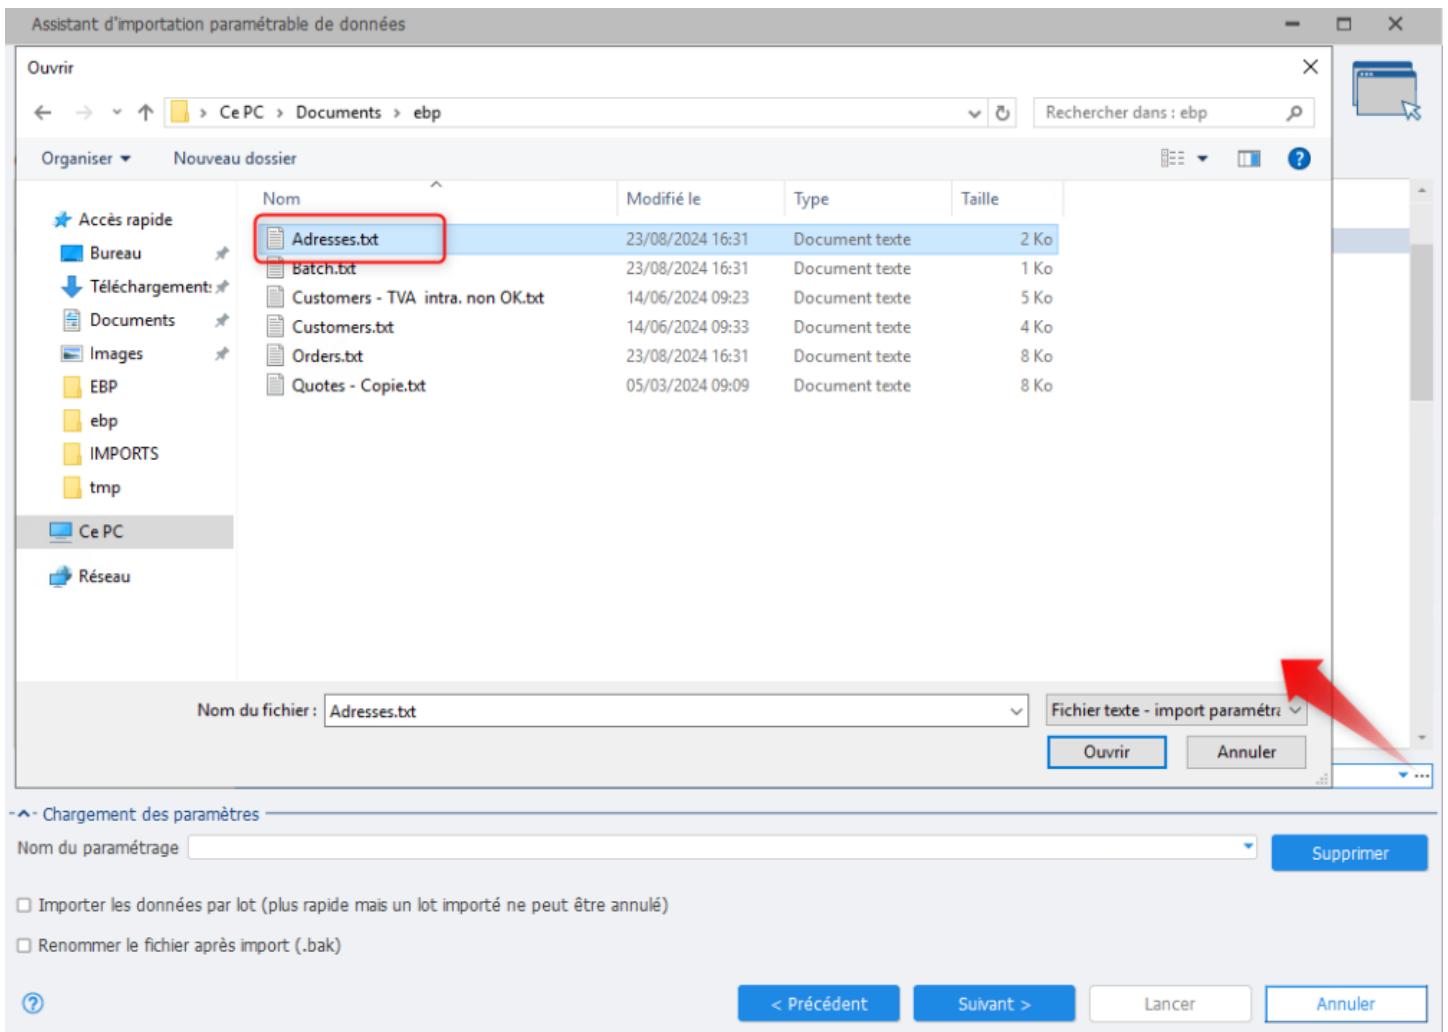 Assistant d'importation paramétrable de données
Ouvrir
Ce PC > Documents > ebp
Rechercher dans : ebp
Organiser
Nouveau dossier
Nom Modifié le Type Taille
Accès rapide
Bureau
Téléchargement:
Documents
Images
EBP
ebp
IMPORTS
tmp
Ce PC
Réseau
Adresses.txt 23/08/2024 16:31 Document texte 2 Ko
Batch.txt 23/08/2024 16:31 Document texte 1 Ko
Customers - TVA intra. non OK.txt 14/06/2024 09:23 Document texte 5 Ko
Customers.txt 14/06/2024 09:33 Document texte 4 Ko
Orders.txt 23/08/2024 16:31 Document texte 8 Ko
Quotes - Copie.txt 05/03/2024 09:09 Document texte 8 Ko
Nom du fichier : Adresses.txt
Fichier texte - import paramétra
Ouvrir Annuler
Chargement des paramètres
Nom du paramétrage
Supprimer
Importer les données par lot (plus rapide mais un lot importé ne peut être annulé)
Renommer le fichier après import (.bak)
< Précédent Suivant > Lancer Annuler